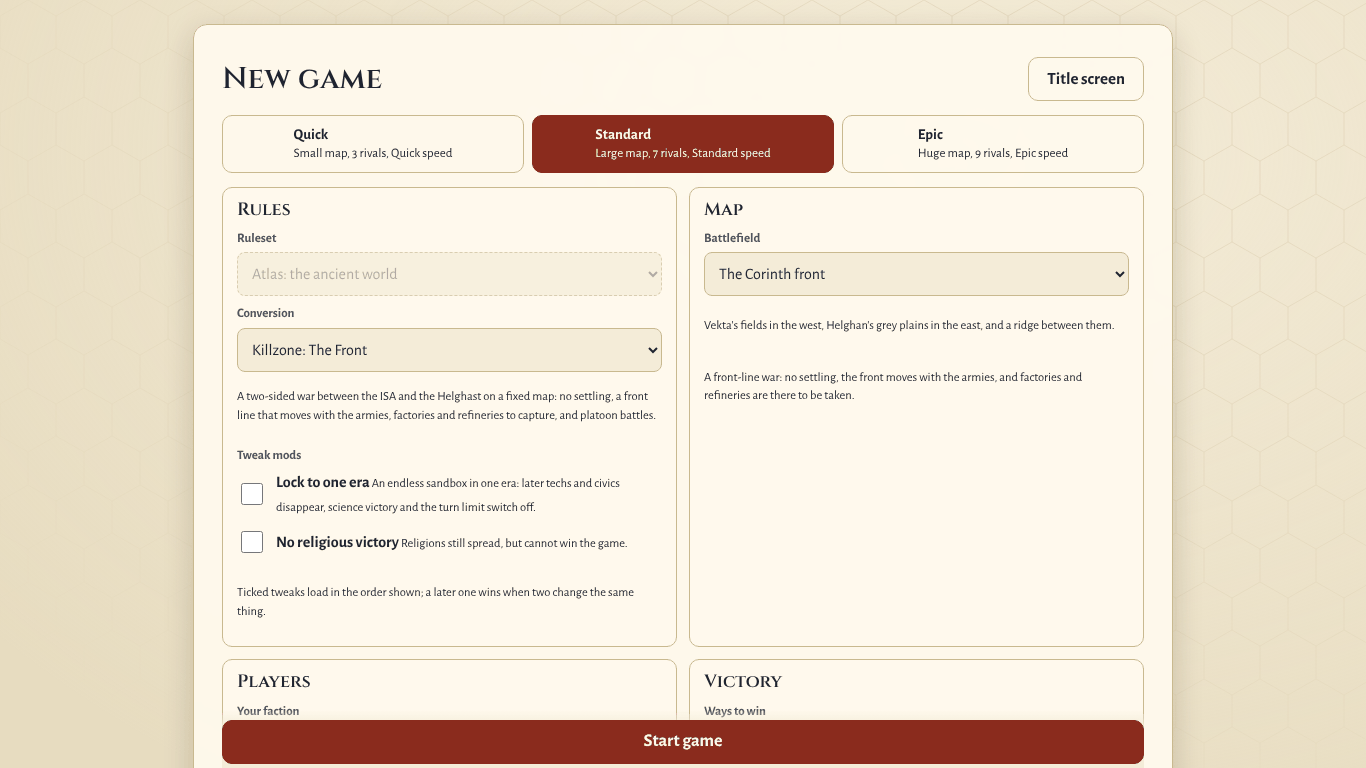 New game
Title screen
Quick
Small map, 3 rivals, Quick speed
Standard
Large map, 7 rivals, Standard speed
Epic
Huge map, 9 rivals, Epic speed
Rules
Ruleset
Atlas: the ancient world
Conversion
Killzone: The Front
A two-sided war between the ISA and the Helghast on a fixed map: no settling, a front
line that moves with the armies, factories and refineries to capture, and platoon battles.
Tweak mods
Lock to one era An endless sandbox in one era: later techs and civics
disappear, science victory and the turn limit switch off.
No religious victory Religions still spread, but cannot win the game.
Ticked tweaks load in the order shown; a later one wins when two change the same
thing.
Map
Battlefield
The Corinth front
Vekta's fields in the west, Helghan's grey plains in the east, and a ridge between them.
A front-line war: no settling, the front moves with the armies, and factories and
refineries are there to be taken.
Players
Your faction
Victory
Ways to win
Start game